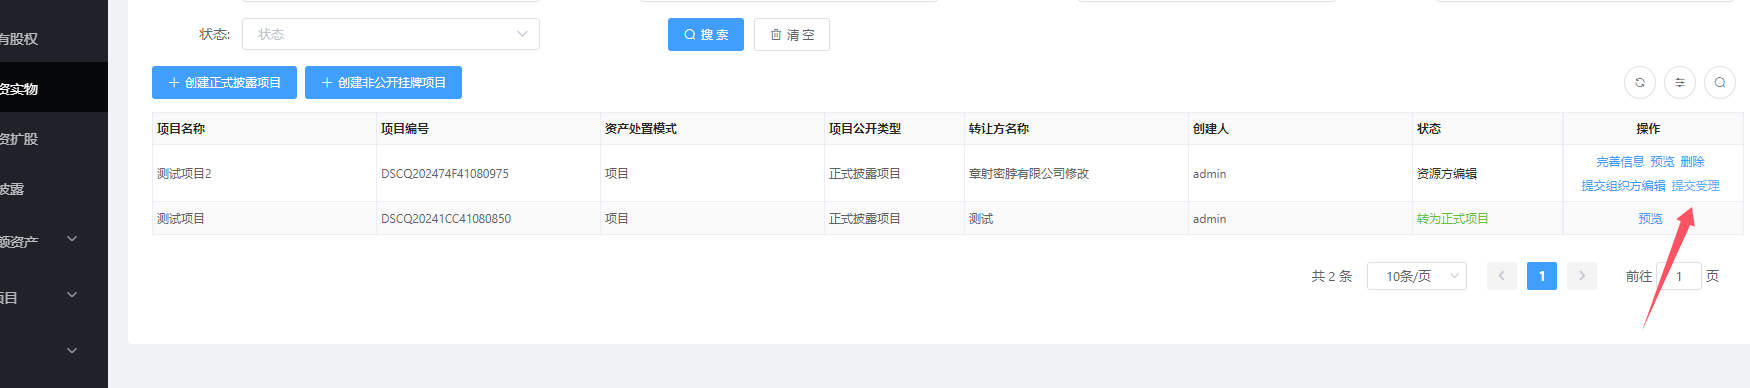 有股权
资实物
资扩股
披露
额资产
项目
状态: 状态 搜 索 清 空
创建正式披露项目 创建非公开挂牌项目
项目名称 项目编号 资产处置模式 项目公开类型 转让方名称 创建人 状态 操作
测试项目2 DSCQ202474F41080975 项目 正式披露项目 章射密脖有限公司修改 admin 资源方编辑 完善信息 预览 删除
提交组织方编辑 提交受理
测试项目 DSCQ20241CC41080850 项目 正式披露项目 测试 admin 转为正式项目 预览
共 2 条 10条/页 1 前往 1 页